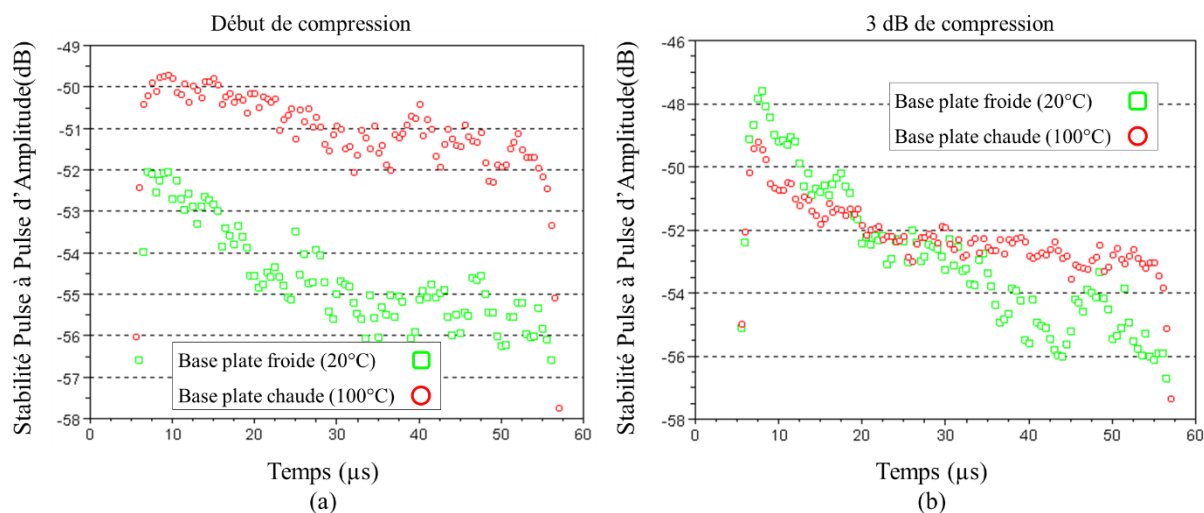 Début de compression
Stabilité Pulse à Pulse d'Amplitude(dB)
-49
-50
-51
-52
-53
-54
-55
-56
-57
-58
Base plate froide (20°C)
Base plate chaude (100°C)
0
10
20
30
40
50
60
Temps (µs)
(a)
3 dB de compression
Stabilité Pulse à Pulse d'Amplitude(dB)
-46
-48
-50
-52
-54
-56
-58
Base plate froide (20°C)
Base plate chaude (100°C)
0
10
20
30
40
50
60
Temps (µs)
(b)